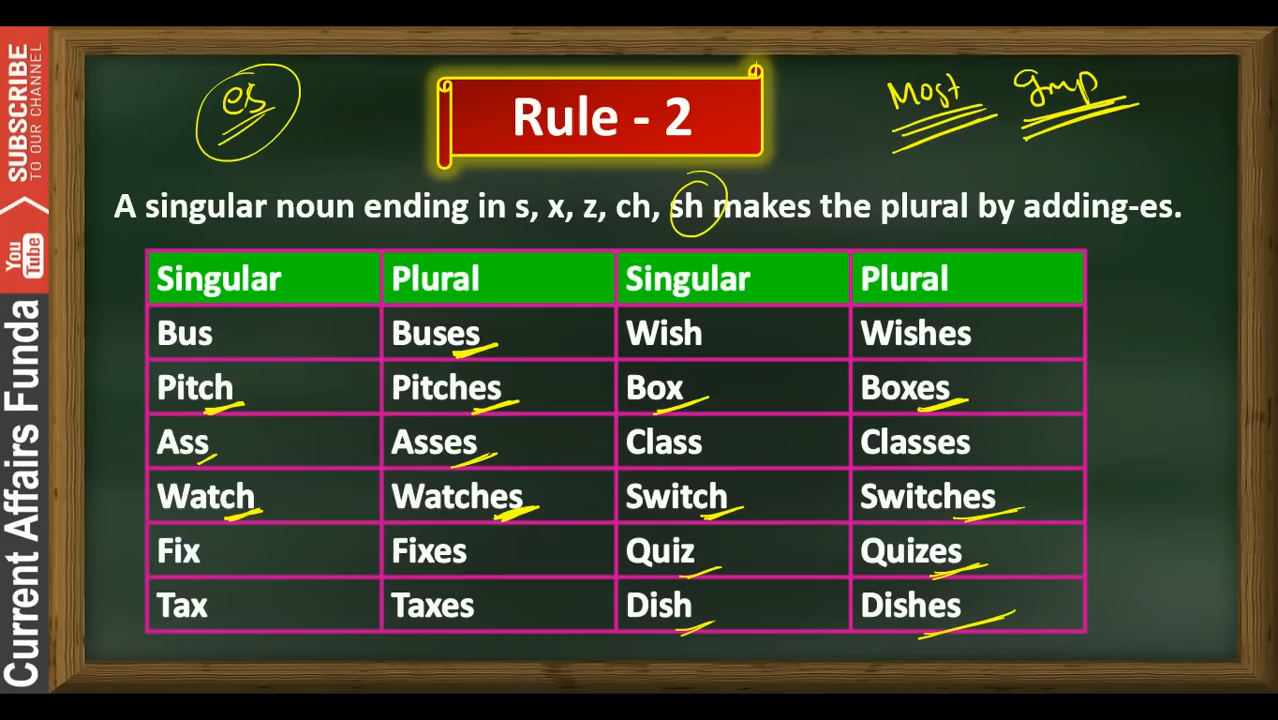 SUBSCRIBE
TO OUR CHANNEL
You Tube
Current Affairs Funda
es
Rule - 2
Most Gmp
A singular noun ending in s, x, z, ch, sh makes the plural by adding-es.
Singular Plural Singular Plural
Bus Buses Wish Wishes
Pitch Pitches Box Boxes
Ass Asses Class Classes
Watch Watches Switch Switches
Fix Fixes Quiz Quizes
Tax Taxes Dish Dishes